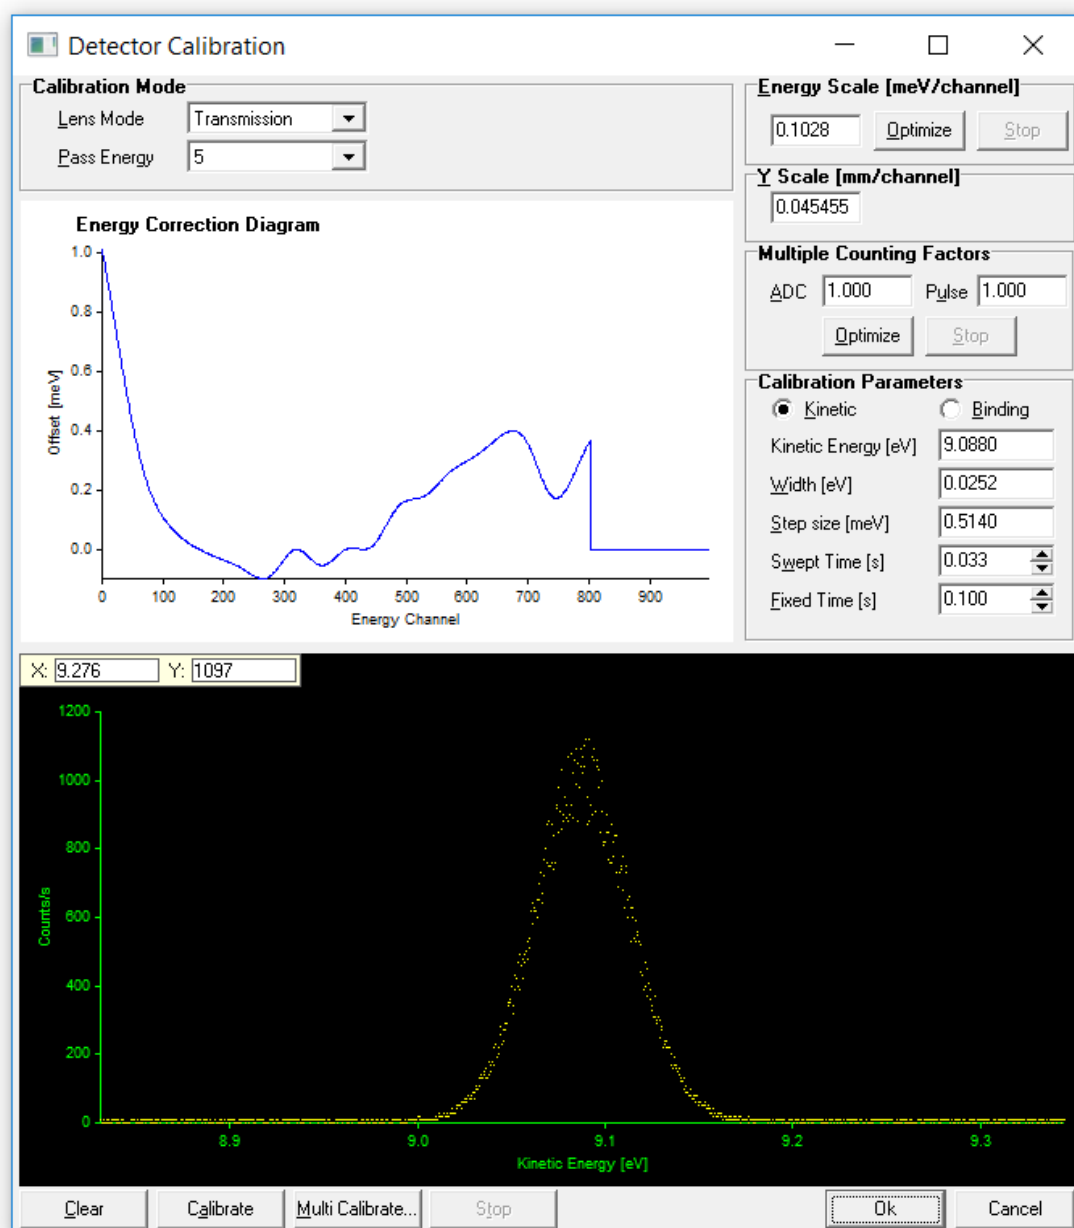 Detector Calibration
Calibration Mode
Lens Mode Transmission
Pass Energy 5
Energy Scale [meV/channel]
0.1028 Optimize Stop
Y Scale [mm/channel]
0.045455
Multiple Counting Factors
ADC 1.000 Pulse 1.000
Optimize Stop
Calibration Parameters
Kinetic Binding
Kinetic Energy [eV] 9.0880
Width [eV] 0.0252
Step size [meV] 0.5140
Swept Time [s] 0.033
Fixed Time [s] 0.100
Energy Correction Diagram
1.0
0.8
0.6
0.4
0.2
0.0
Offset [meV]
0 100 200 300 400 500 600 700 800 900
Energy Channel
X: 9.276 Y: 1097
1200
1000
800
600
400
200
0
Counts/s
8.9 9.0 9.1 9.2 9.3
Kinetic Energy [eV]
Clear Calibrate Multi Calibrate... Stop Ok Cancel